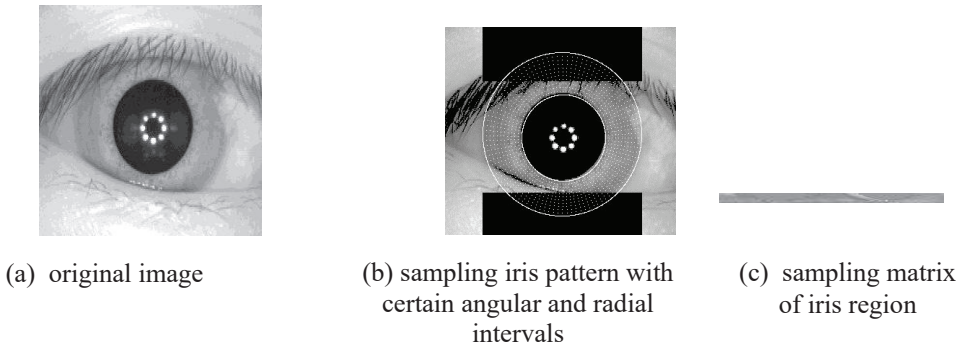 (a) original image
(b) sampling iris pattern with
certain angular and radial
intervals
(c) sampling matrix
of iris region